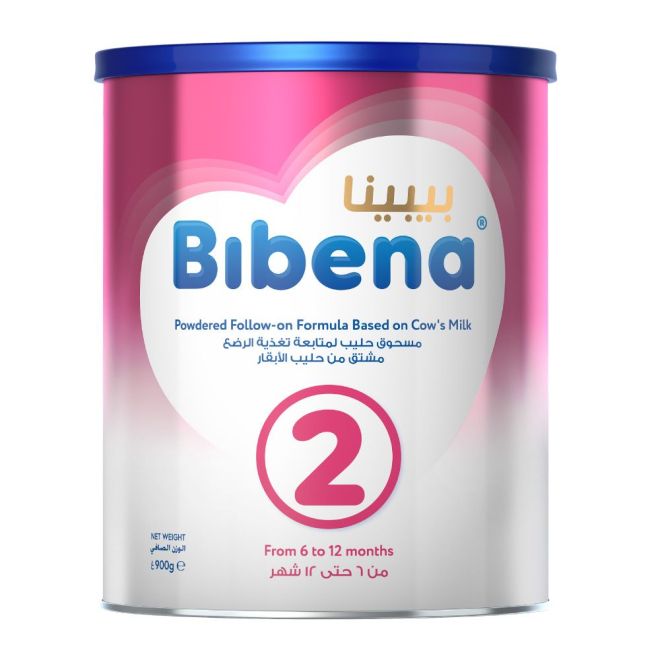 بيبينا
Bıbena®
Powdered Follow-on Formula Based on Cow's Milk
مسحوق حليب لمتابعة تغذية الرضع
مشتق من حليب الأبقار
2
From 6 to 12 months
من ٦ حتى ١٢ شهر
NET WEIGHT
الوزن الصافي
غ 900g e